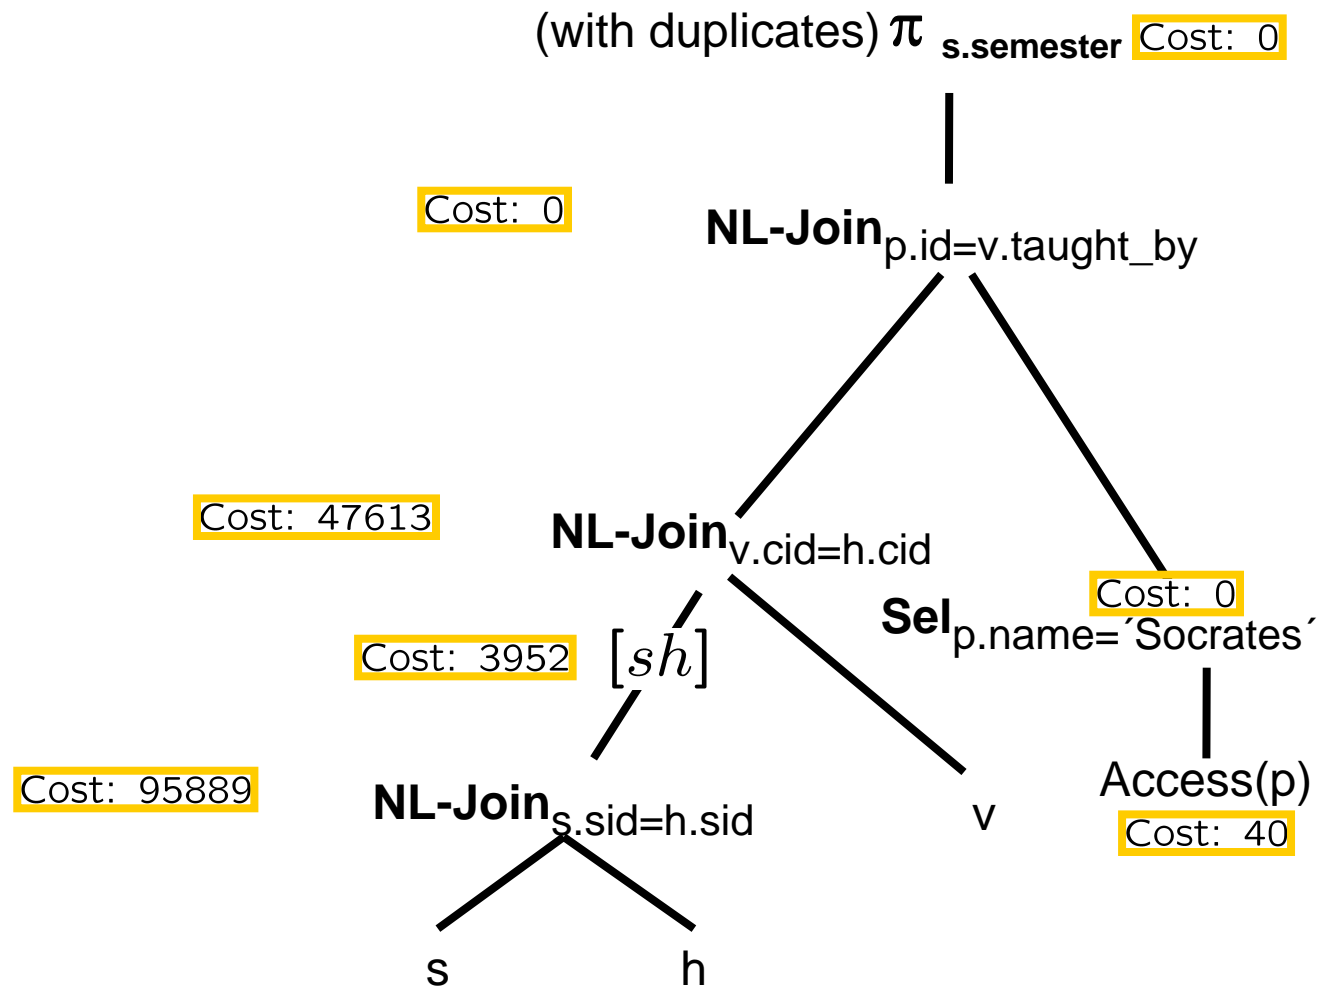 (with duplicates) π s.semester Cost: 0
Cost: 0 NL-Join p.id=v.taught_by
Cost: 47613 NL-Join v.cid=h.cid
Cost: 0
Sel p.name=´Socrates´
Cost: 3952 [sh]
Cost: 95889 NL-Join s.sid=h.sid v Access(p)
Cost: 40
s h